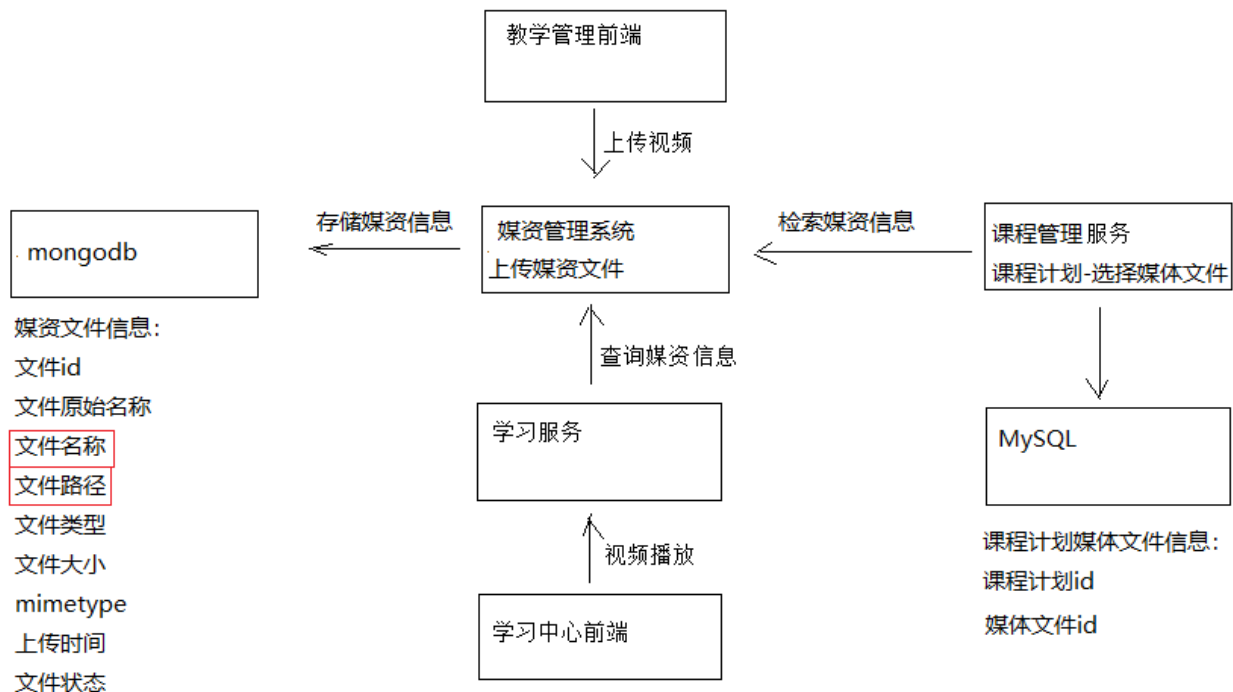 教学管理前端
上传视频
mongodb
存储媒资信息
媒资管理系统
上传媒资文件
检索媒资信息
课程管理服务
课程计划-选择媒体文件
媒资文件信息：
文件id
文件原始名称
文件名称
文件路径
文件类型
文件大小
mimetype
上传时间
文件状态
查询媒资信息
学习服务
视频播放
学习中心前端
MySQL
课程计划媒体文件信息：
课程计划id
媒体文件id